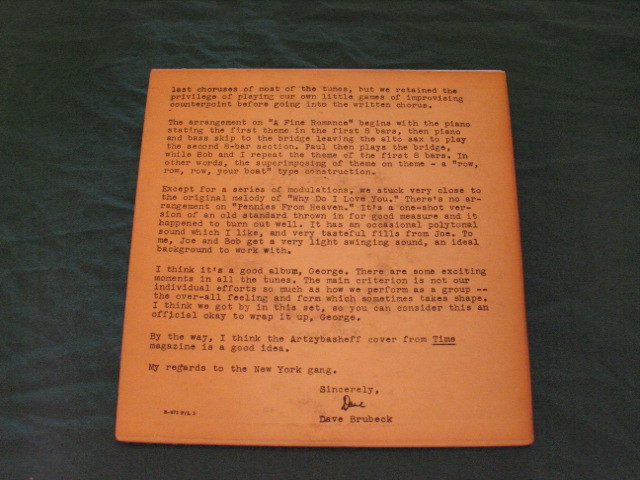 last choruses of most of the tunes, but we retained the
privilege of playing our own little games of improvising
counterpoint before going into the written chorus.
The arrangement on "A Fine Romance" begins with the piano
stating the first theme in the first 8 bars, then piano
and bass skip to the bridge leaving the alto sax to play
the second 8-bar section. Paul then plays the bridge,
while Bob and I repeat the theme of the first 8 bars. In
other words, the superimposing of theme on theme - a "row,
row, row, your boat" type construction.
Except for a series of modulations, we stuck very close to
the original melody of "Why Do I Love You." There's no ar-
rangement on "Pennies From Heaven." It's a one-shot ver-
sion of an old standard thrown in for good measure and it
happened to turn out well. It has an occasional polytonal
sound which I like, and very tasteful fills from Joe. To
me, Joe and Bob get a very light swinging sound, an ideal
background to work with.
I think it's a good album, George. There are some exciting
moments in all the tunes. The main criterion is not our
individual efforts so much as how we perform as a group --
the over-all feeling and form which sometimes takes shape.
I think we got by in this set, so you can consider this an
official okay to wrap it up, George.
By the way, I think the Artzybasheff cover from Time
magazine is a good idea.
My regards to the New York gang.
Sincerely,
Dave
Dave Brubeck